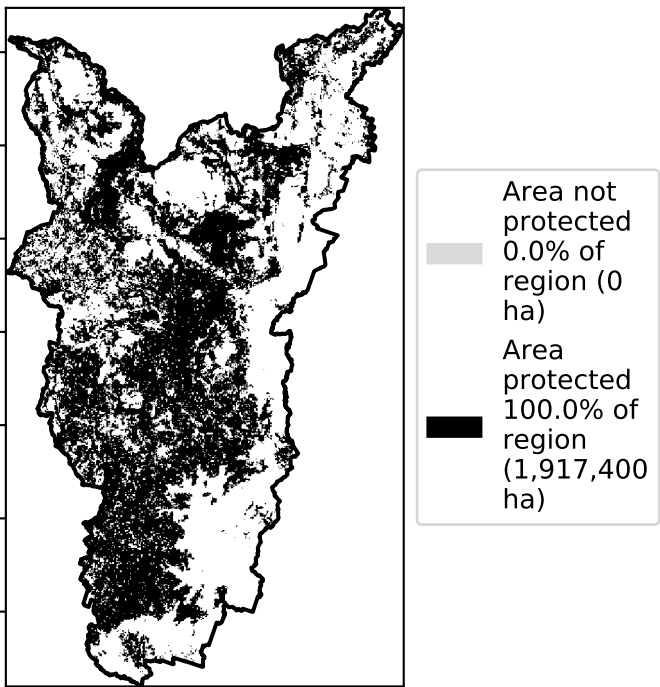 Area not
protected
0.0% of
region (0
ha)
Area
protected
100.0% of
region
(1,917,400
ha)